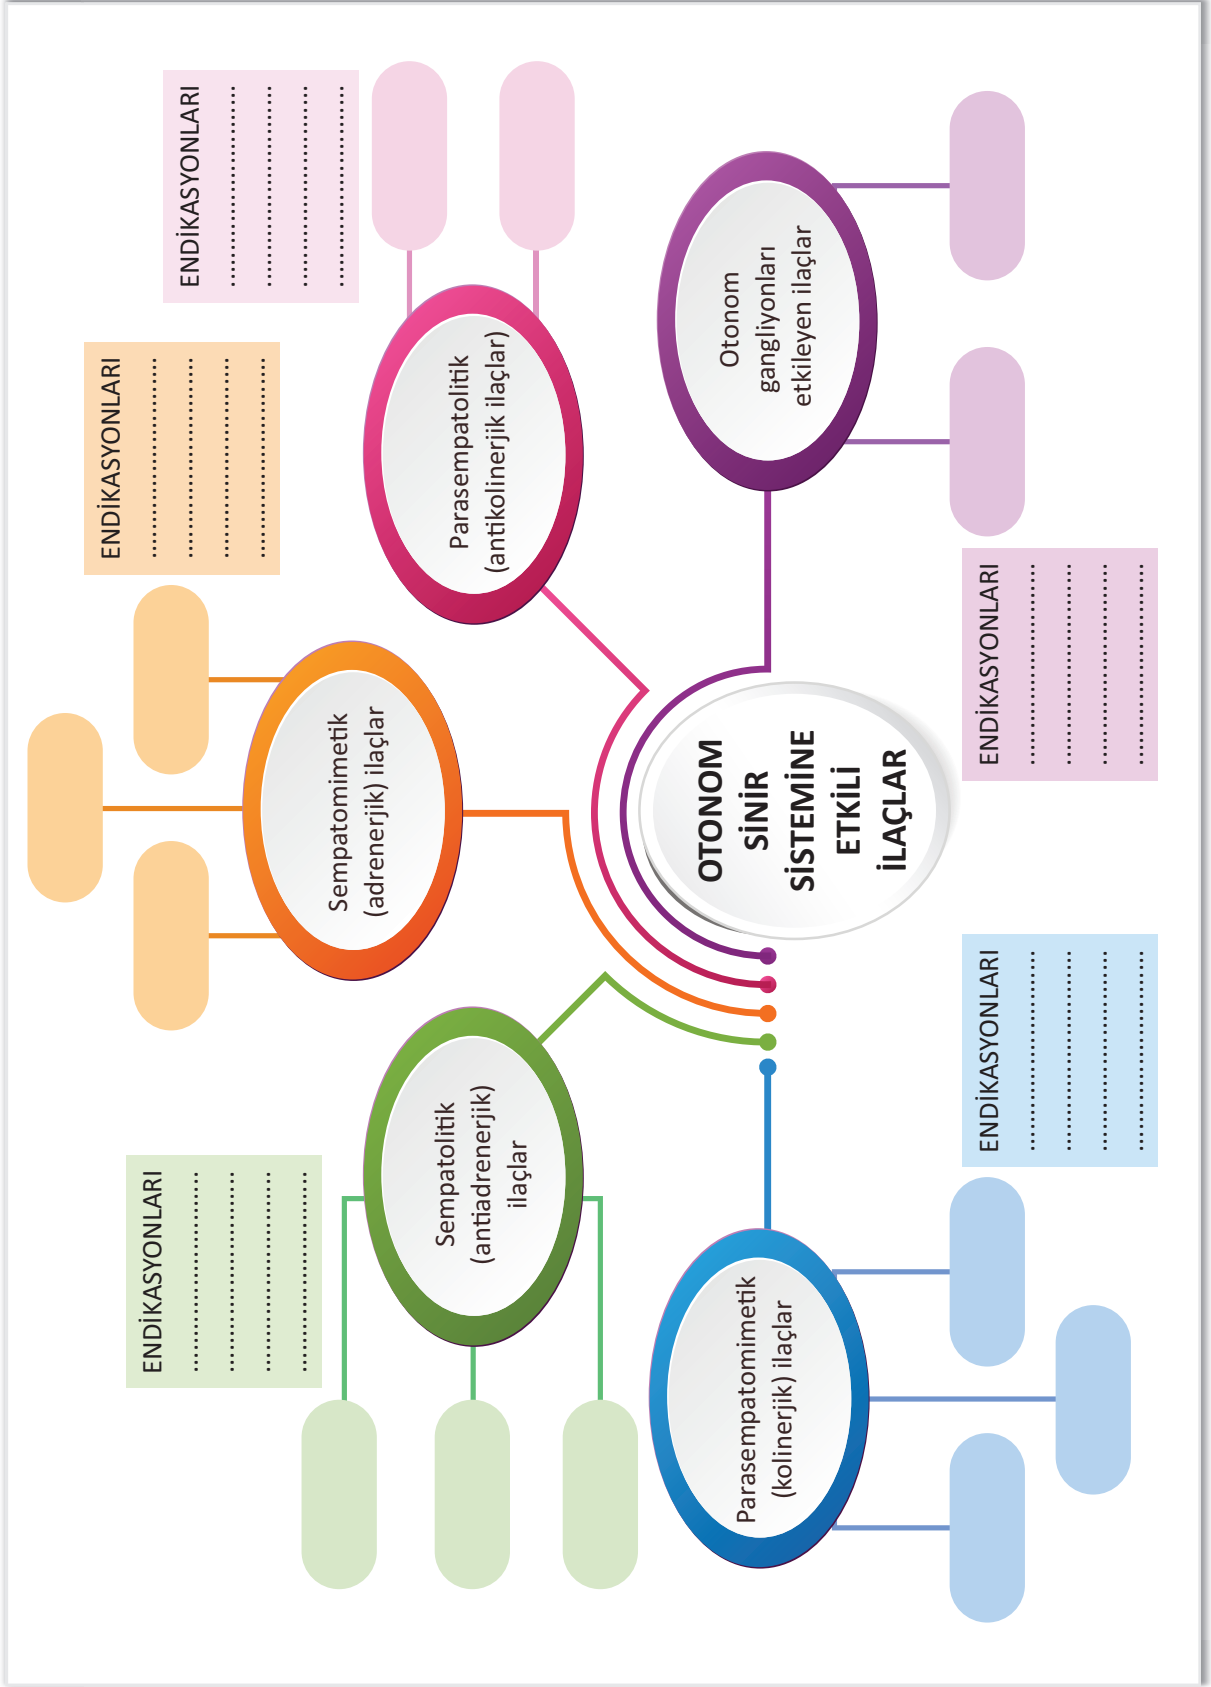 OTONOM
SİNİR
SİSTEMİNE
ETKİLİ
İLAÇLAR
Parasempatomimetik
(kolinerjik) ilaçlar
ENDİKASYONLARI
....................................
....................................
....................................
....................................
Sempatolitik
(antiadrenerjik)
ilaçlar
ENDİKASYONLARI
....................................
....................................
....................................
....................................
Sempatomimetik
(adrenerjik) ilaçlar
ENDİKASYONLARI
....................................
....................................
....................................
....................................
Parasempatolitik
(antikolinerjik ilaçlar)
ENDİKASYONLARI
....................................
....................................
....................................
....................................
Otonom
gangliyonları
etkileyen ilaçlar
ENDİKASYONLARI
....................................
....................................
....................................
....................................